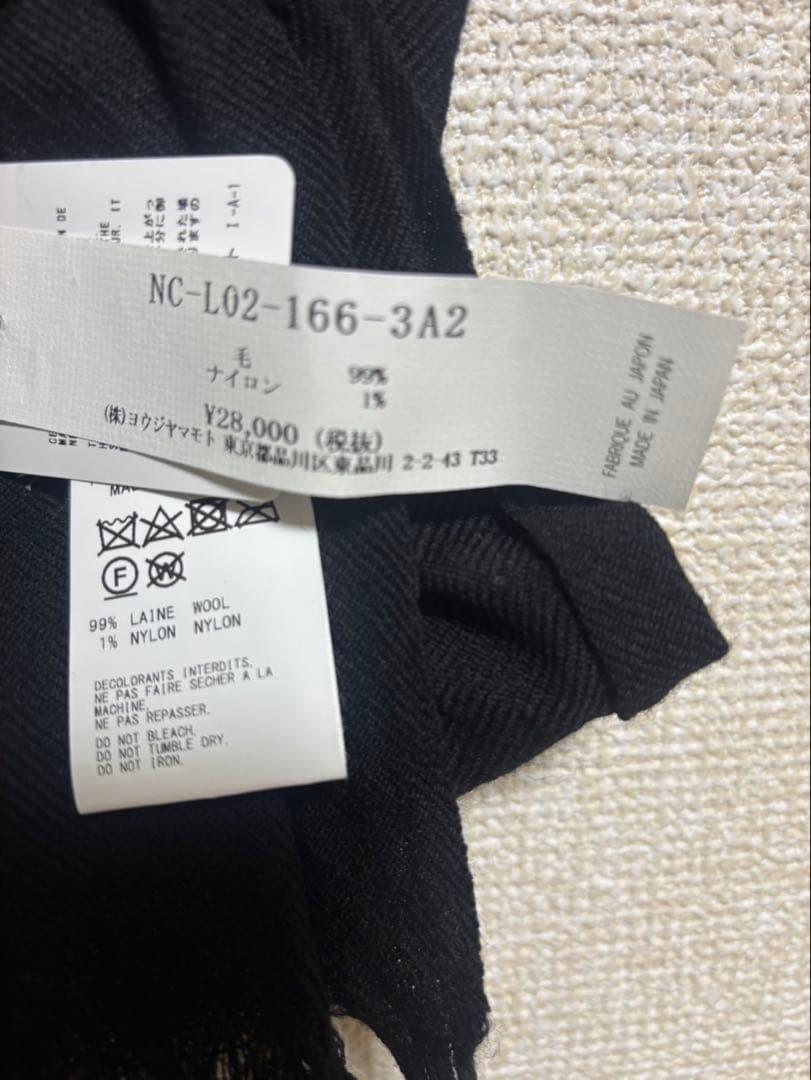 NC-L02-166-3A2
毛 99%
ナイロン 1%
¥28,000 (税抜)
(株)ヨウジヤマモト 東京都品川区東品川 2-2-43 T33
FABRIQUE AU JAPON
MADE IN JAPAN
I-A-1
DE
IT
F
W
99% LAINE WOOL
1% NYLON NYLON
DECOLORANTS INTERDITS.
NE PAS FAIRE SECHER A LA
MACHINE.
NE PAS REPASSER.
DO NOT BLEACH.
DO NOT TUMBLE DRY.
DO NOT IRON.